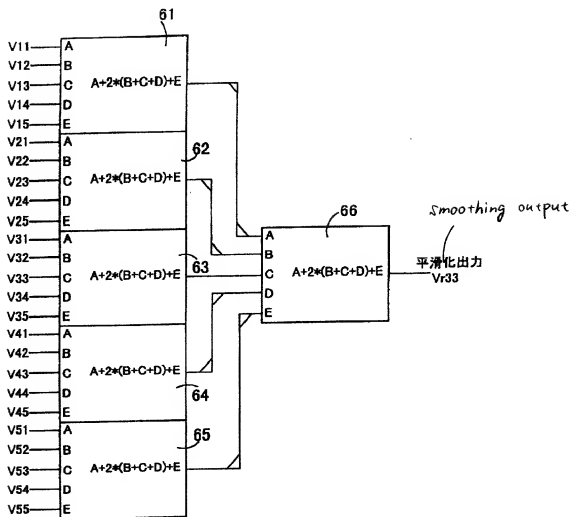 61
V11 A
V12 B
V13 C A+2*(B+C+D)+E
V14 D
V15 E
V21 A
62
V22 B
V23 C A+2*(B+C+D)+E
V24 D
V25 E
V31 A
V32 B
63
V33 C A+2*(B+C+D)+E
V34 D
V35 E
V41 A
V42 B
V43 C A+2*(B+C+D)+E
V44 D
64
V45 E
V51 A
65
V52 B
V53 C A+2*(B+C+D)+E
V54 D
V55 E
66
A
B
C A+2*(B+C+D)+E
D
E
smoothing output
平滑化出力
Vr33